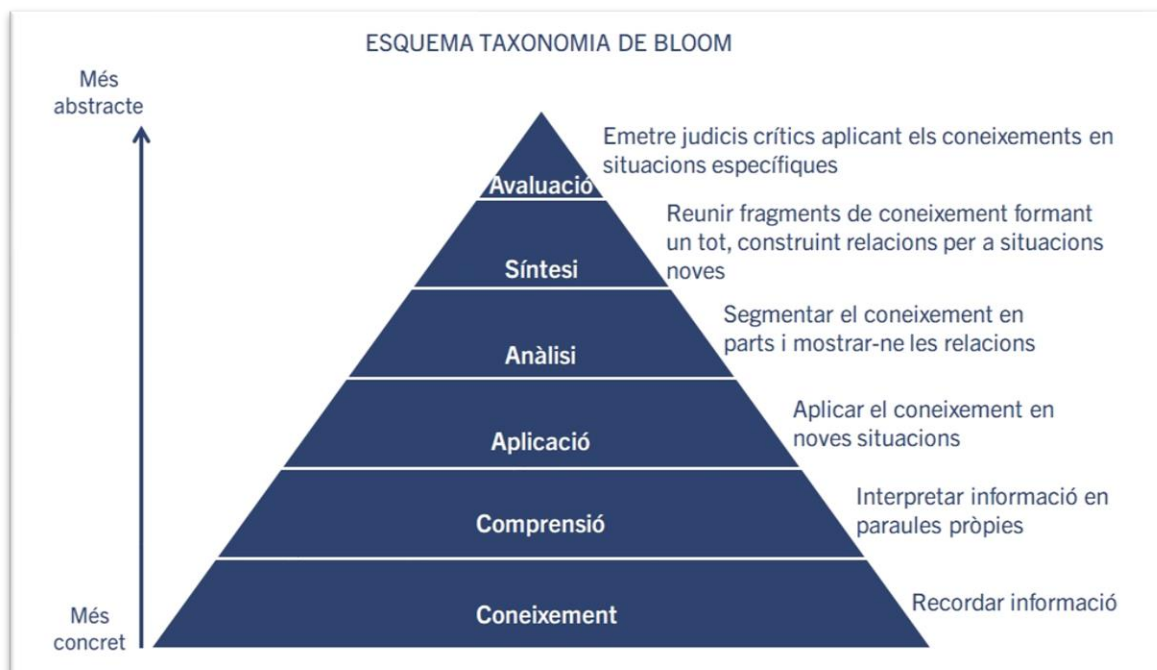 ESQUEMA TAXONOMIA DE BLOOM
Més
abstracte
Emetre judicis crítics aplicant els coneixements en
situacions específiques
Avaluació
Reunir fragments de coneixement formant
un tot, construint relacions per a situacions
noves
Síntesi
Segmentar el coneixement en
parts i mostrar-ne les relacions
Anàlisi
Aplicar el coneixement en
noves situacions
Aplicació
Interpretar informació en
paraules pròpies
Comprensió
Recordar informació
Coneixement
Més
concret